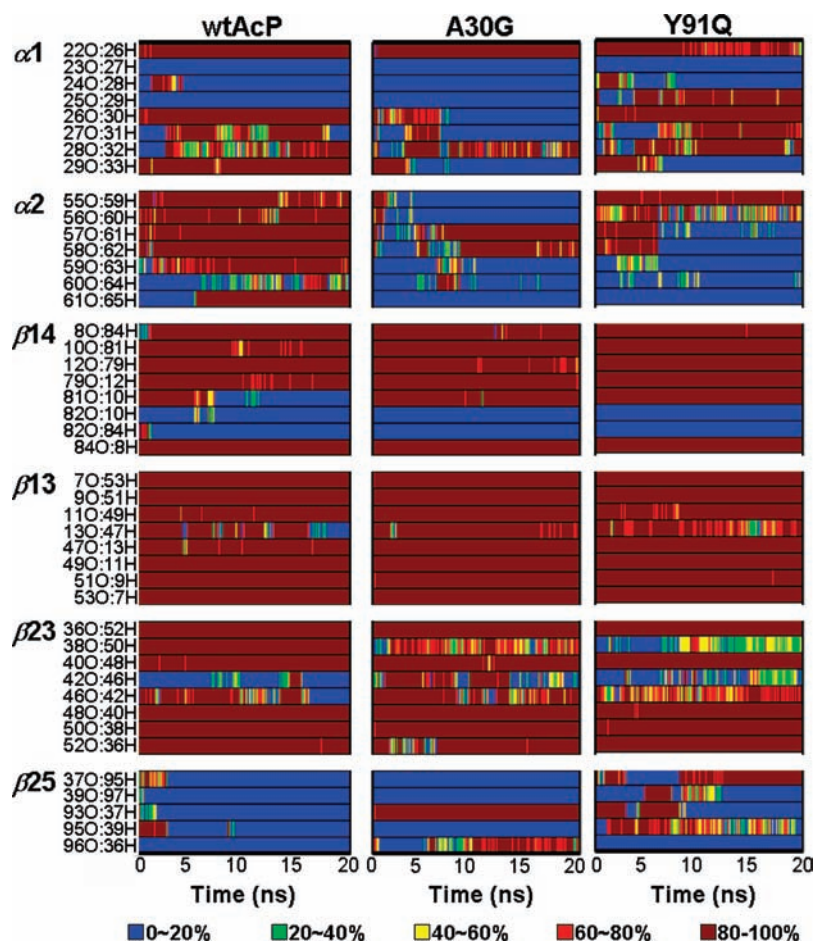 wtAcP A30G Y91Q
α1
22O:26H
23O:27H
24O:28H
25O:29H
26O:30H
27O:31H
28O:32H
29O:33H
α2
55O:59H
56O:60H
57O:61H
58O:62H
59O:63H
60O:64H
61O:65H
β14
8O:84H
10O:81H
12O:79H
79O:12H
81O:10H
82O:10H
82O:84H
84O:8H
β13
7O:53H
9O:51H
11O:49H
13O:47H
47O:13H
49O:11H
51O:9H
53O:7H
β23
36O:52H
38O:50H
40O:48H
42O:46H
46O:42H
48O:40H
50O:38H
52O:36H
β25
37O:95H
39O:97H
93O:37H
95O:39H
96O:36H
0 5 10 15 20 0 5 10 15 20 0 5 10 15 20
Time (ns) Time (ns) Time (ns)
0~20% 20~40% 40~60% 60~80% 80-100%